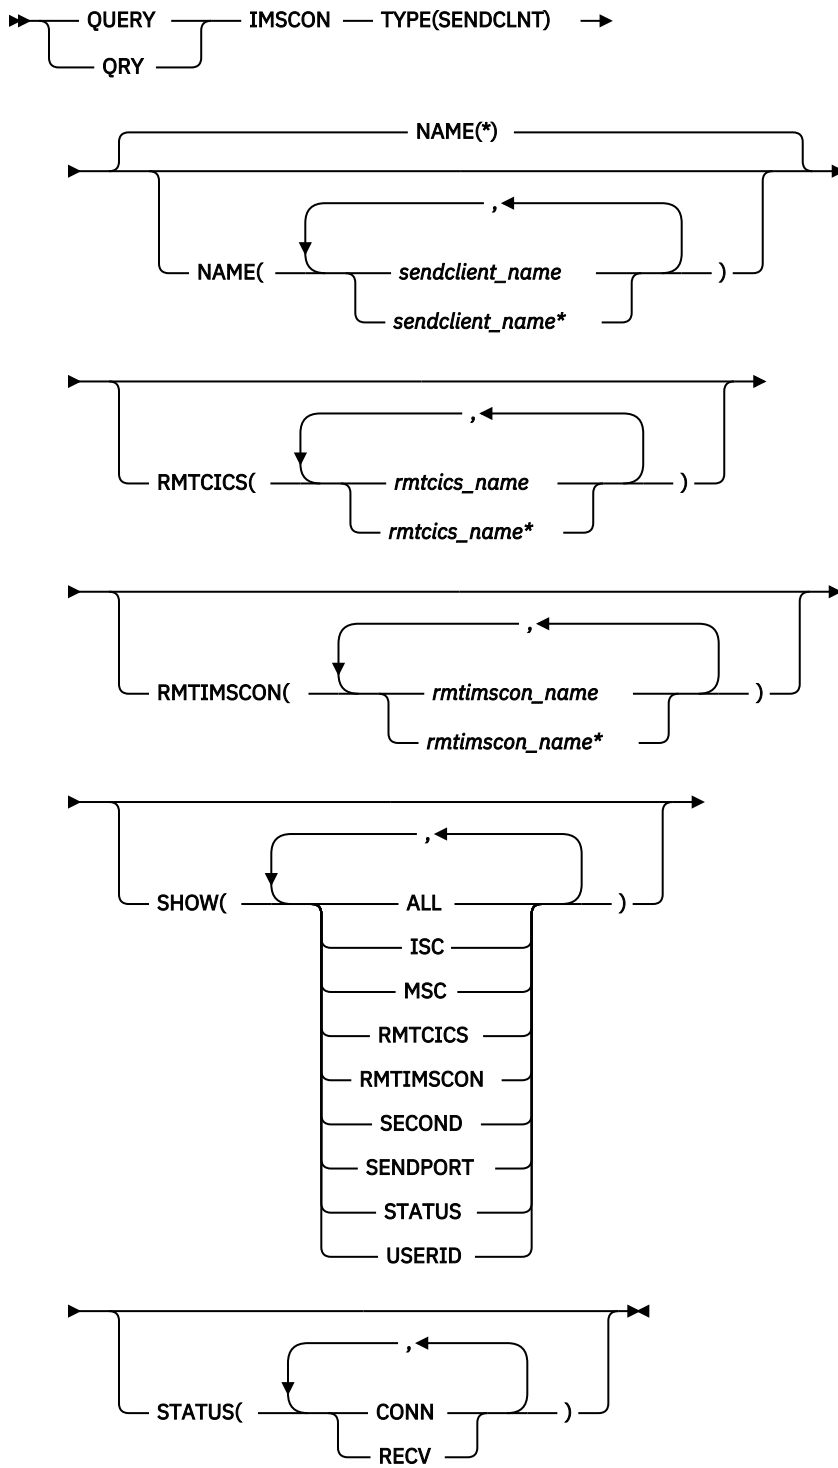 QUERY IMSCON TYPE(SENDCLNT)
QRY
NAME(*)
,
NAME( sendclient_name )
sendclient_name*
,
RMTCICS( rmtcics_name )
rmtcics_name*
,
RMTIMSCON( rmtimscon_name )
rmtimscon_name*
,
SHOW( ALL )
ISC
MSC
RMTCICS
RMTIMSCON
SECOND
SENDPORT
STATUS
USERID
,
STATUS( CONN )
RECV